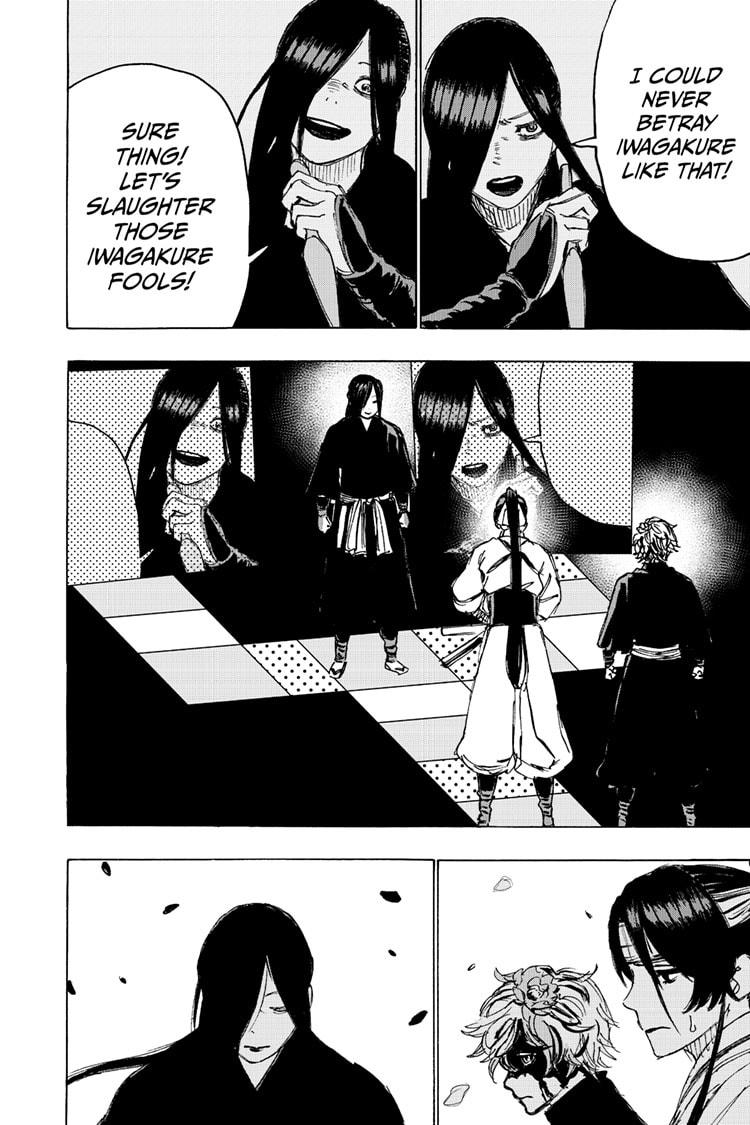 I COULD
NEVER
BETRAY
IWAGAKURE
LIKE THAT!
SURE
THING!
LET'S
SLAUGHTER
THOSE
IWAGAKURE
FOOLS!